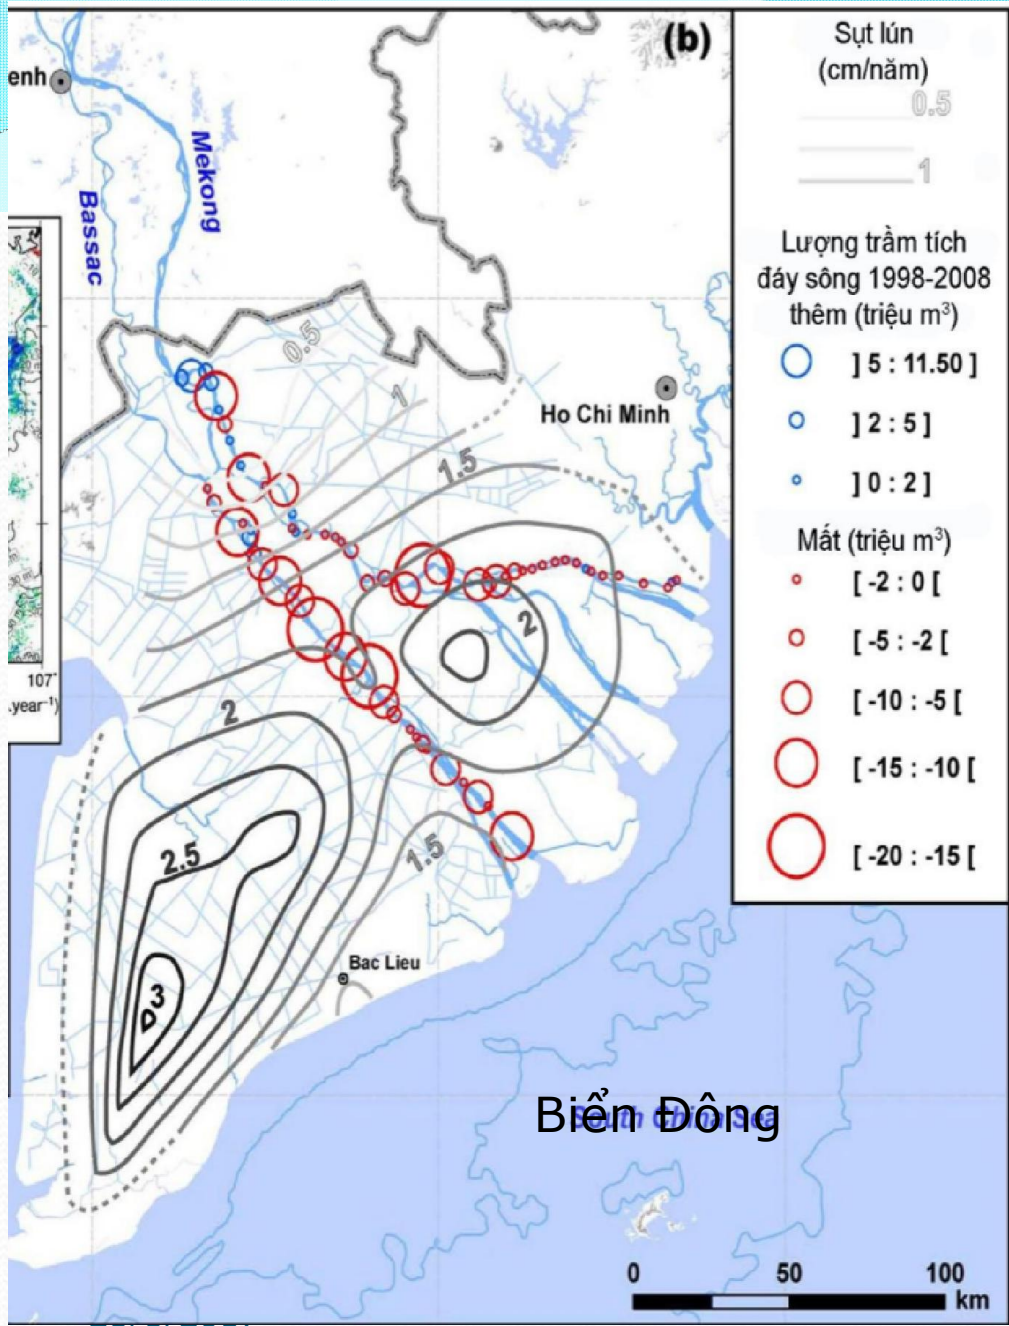 (b)
enh
Mekong
Bassac
0.5
1
1.5
Ho Chi Minh
2
107°
.year⁻¹)
2
2.5
1.5
Bac Lieu
3
Biển Đông
South China Sea
0 50 100
km
Sụt lún
(cm/năm)
0.5
1
Lượng trầm tích
đáy sông 1998-2008
thêm (triệu m³)
] 5 : 11.50 ]
] 2 : 5 ]
] 0 : 2 ]
Mất (triệu m³)
[ -2 : 0 [
[ -5 : -2 [
[ -10 : -5 [
[ -15 : -10 [
[ -20 : -15 [